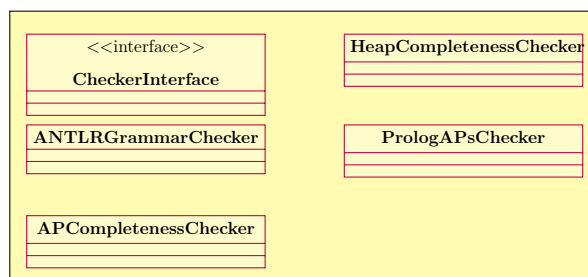 <<interface>>
CheckerInterface
HeapCompletenessChecker
ANTLRGrammarChecker
PrologAPsChecker
APCompletenessChecker